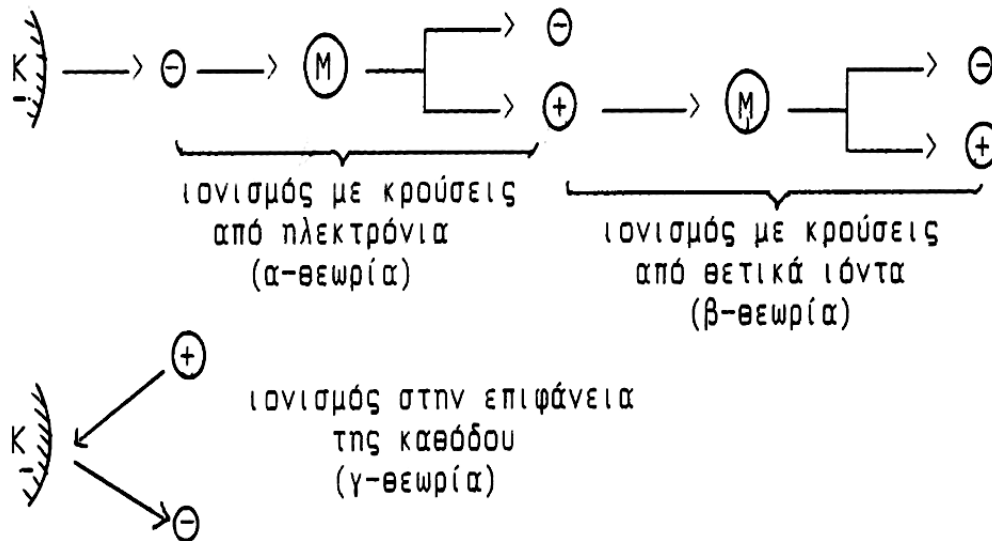 K - ⊖ M ⊖
⊕ M ⊖
⊕
ιονισμός με κρούσεις
από ηλεκτρόνια
(α-θεωρία)
ιονισμός με κρούσεις
από θετικά ιόντα
(β-θεωρία)
K - ⊕
⊖
ιονισμός στην επιφάνεια
της καθόδου
(γ-θεωρία)